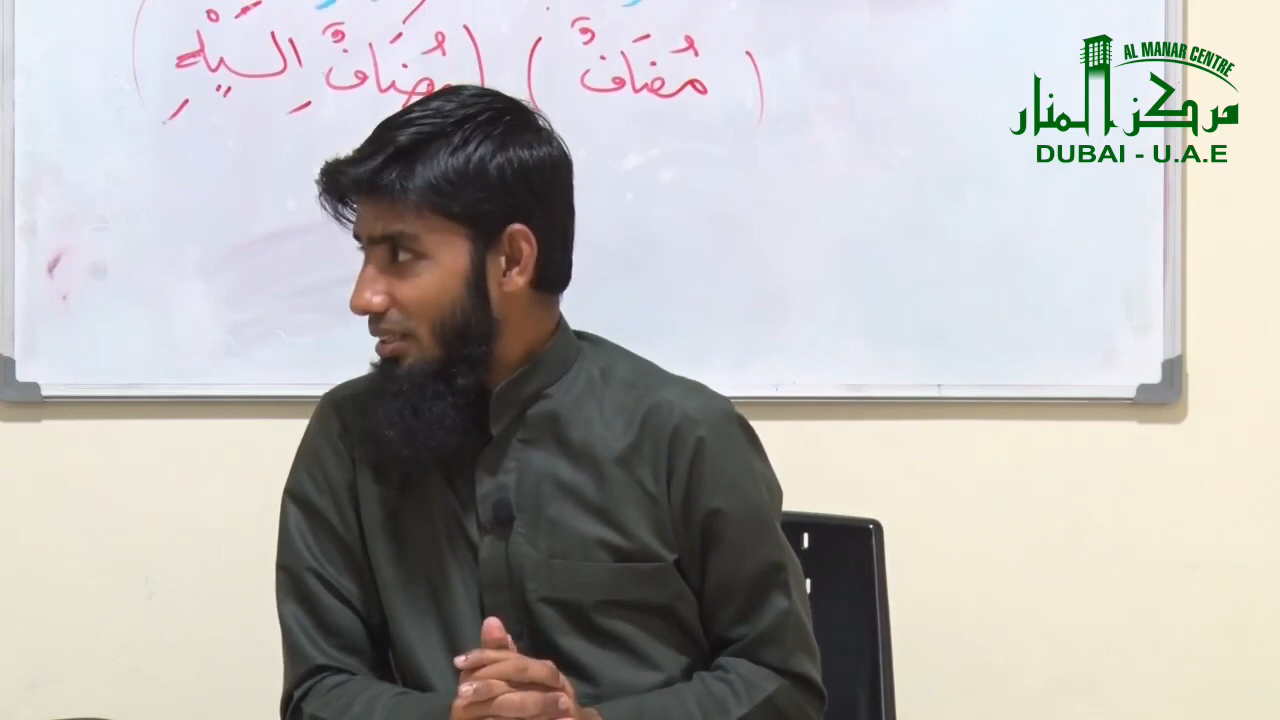 (مُضَافٌ) (مُضَافٌ اِلَيْهِ)
AL MANAR CENTRE
مركز المنار
DUBAI - U.A.E